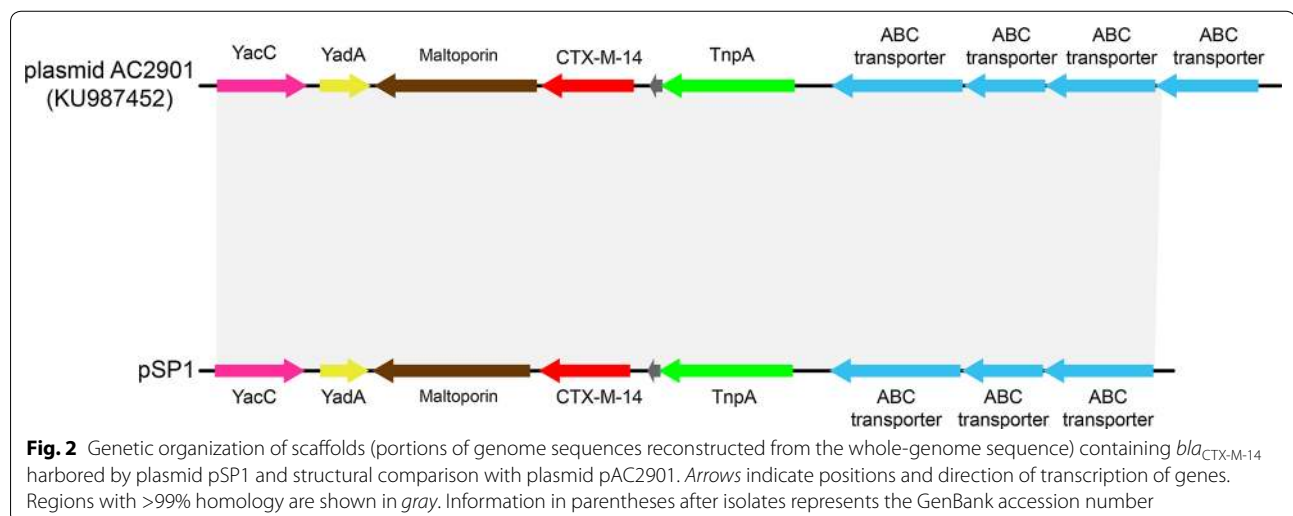 YacC YadA Maltoporin CTX-M-14 TnpA ABC transporter ABC transporter ABC transporter ABC transporter
plasmid AC2901
(KU987452)
pSP1
YacC YadA Maltoporin CTX-M-14 TnpA ABC transporter ABC transporter ABC transporter
Fig. 2 Genetic organization of scaffolds (portions of genome sequences reconstructed from the whole-genome sequence) containing blaCTX-M-14
harbored by plasmid pSP1 and structural comparison with plasmid pAC2901. Arrows indicate positions and direction of transcription of genes.
Regions with >99% homology are shown in gray. Information in parentheses after isolates represents the GenBank accession number